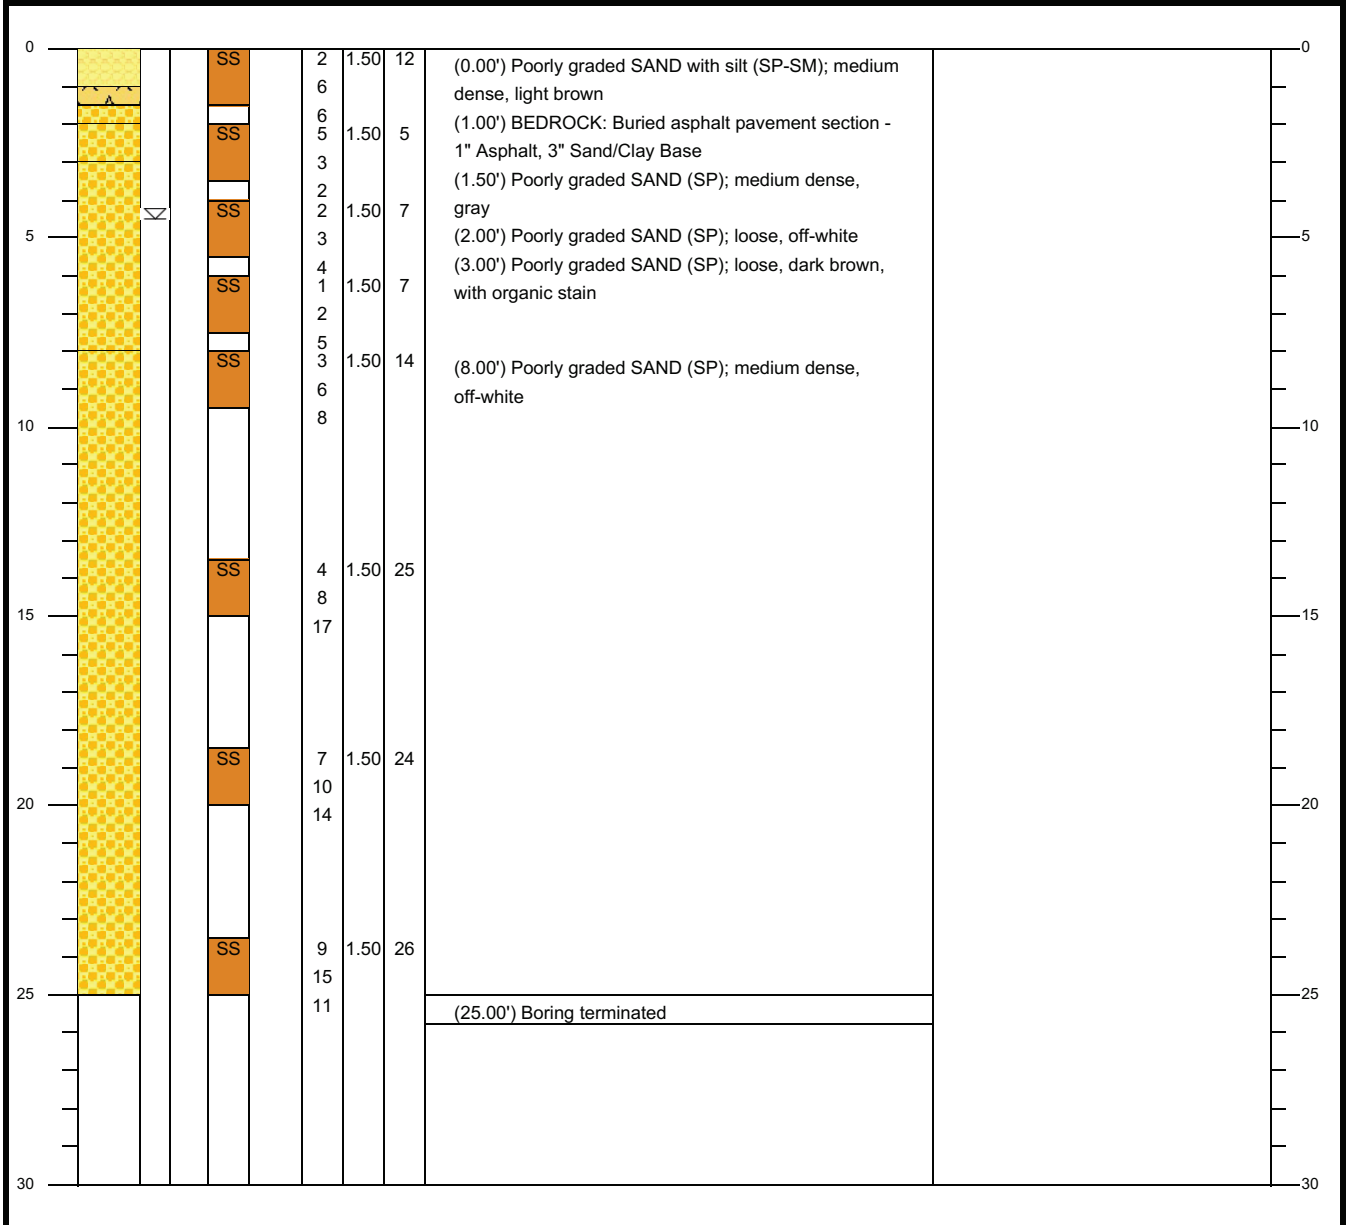 0 SS 2 1.50 12 0
(0.00') Poorly graded SAND with silt (SP-SM); medium
6
dense, light brown
6
(1.00') BEDROCK: Buried asphalt pavement section -
SS 5 1.50 5
1" Asphalt, 3" Sand/Clay Base
3
(1.50') Poorly graded SAND (SP); medium dense,
2
gray
SS 2 1.50 7
5 3 (2.00') Poorly graded SAND (SP); loose, off-white 5
4 (3.00') Poorly graded SAND (SP); loose, dark brown,
SS 1 1.50 7
with organic stain
2
5
SS 3 1.50 14
(8.00') Poorly graded SAND (SP); medium dense,
6
off-white
8
10 10
SS 4 1.50 25
8
15 15
17
SS 7 1.50 24
10
20 20
14
SS 9 1.50 26
15
25 25
11
(25.00') Boring terminated
30 30